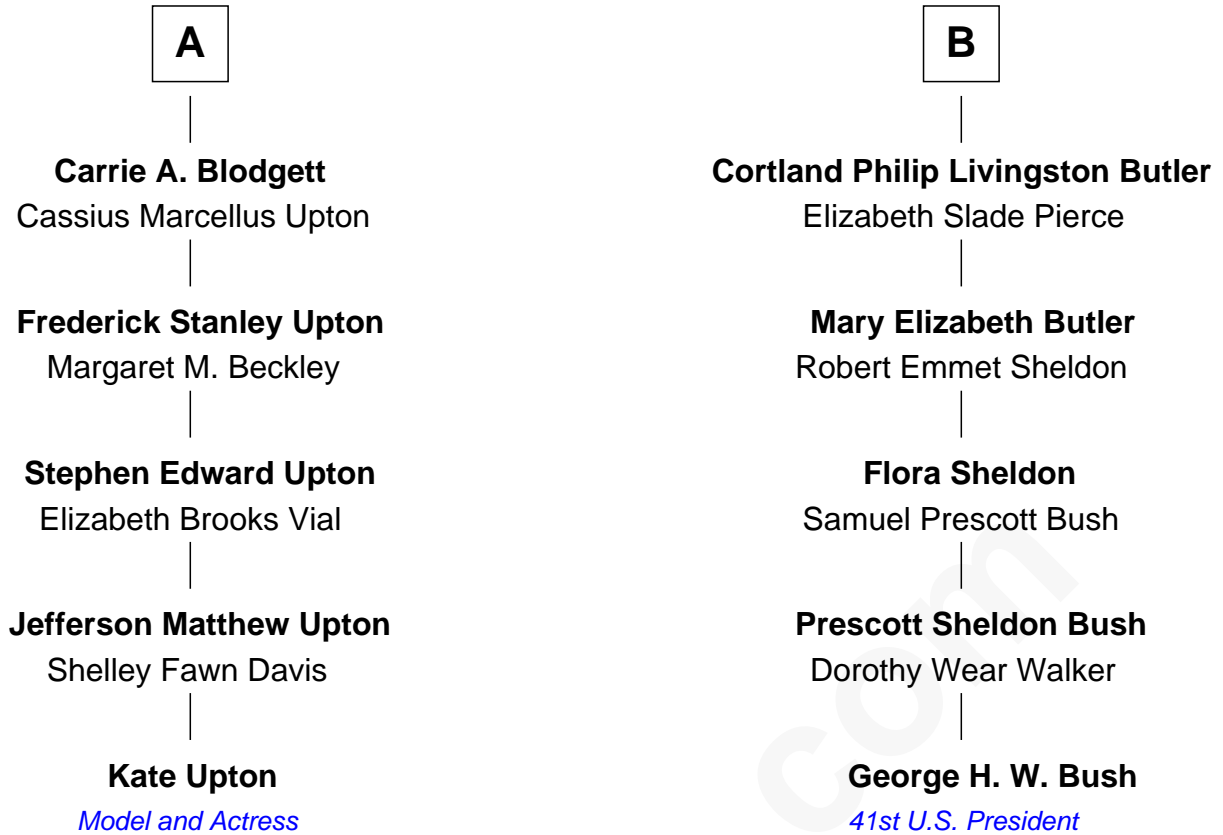 A
Carrie A. Blodgett
Cassius Marcellus Upton
Frederick Stanley Upton
Margaret M. Beckley
Stephen Edward Upton
Elizabeth Brooks Vial
Jefferson Matthew Upton
Shelley Fawn Davis
Kate Upton
Model and Actress
B
Cortland Philip Livingston Butler
Elizabeth Slade Pierce
Mary Elizabeth Butler
Robert Emmet Sheldon
Flora Sheldon
Samuel Prescott Bush
Prescott Sheldon Bush
Dorothy Wear Walker
George H. W. Bush
41st U.S. President
com